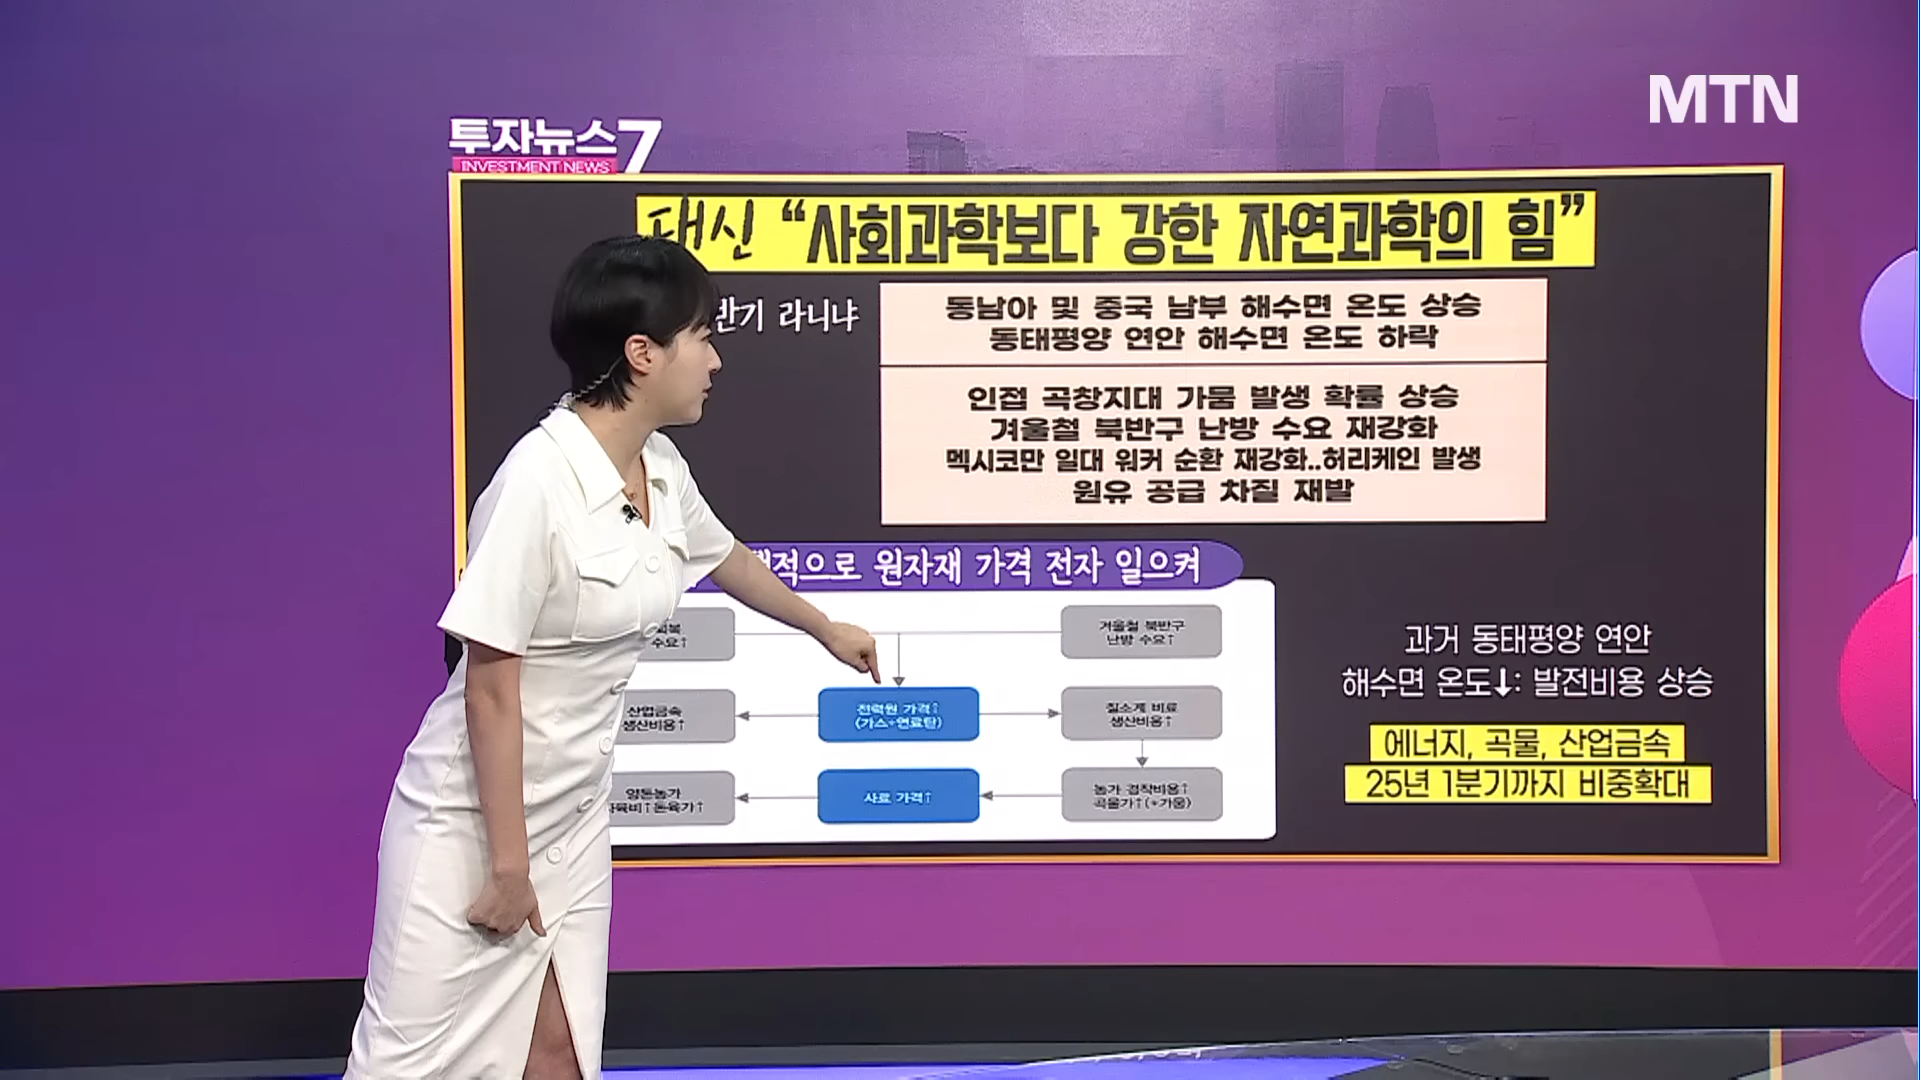 MTN
투자뉴스7
INVESTMENT NEWS
대신 “사회과학보다 강한 자연과학의 힘”
반기 라니냐
동남아 및 중국 남부 해수면 온도 상승
동태평양 연안 해수면 온도 하락
인접 곡창지대 가뭄 발생 확률 상승
겨울철 북반구 난방 수요 재강화
멕시코만 일대 워커 순환 재강화..허리케인 발생
원유 공급 차질 재발
원자재 가격 전자 일으켜
수요↑
겨울철 북반구
난방 수요↑
산업금속
생산비용↑
전력원 가격↑
(가스÷연료탄)
질소계 비료
생산비용↑
양돈농가
돈육가↑
사료 가격↑
농가 경작비용↑
곡물가↑(+가뭄)
과거 동태평양 연안
해수면 온도↓: 발전비용 상승
에너지, 곡물, 산업금속
25년 1분기까지 비중확대